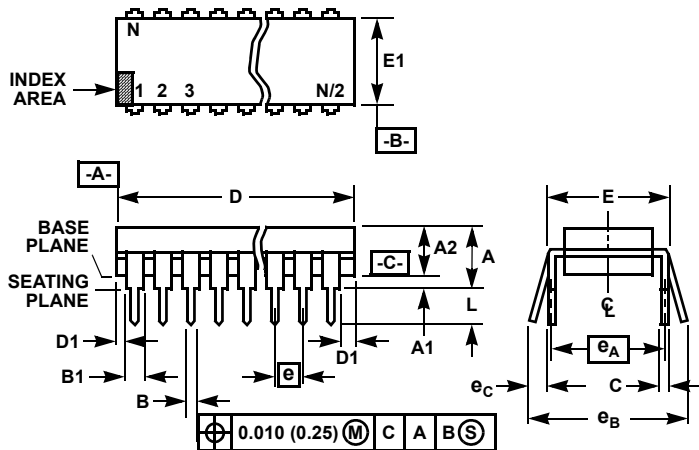 N
E1
INDEX
AREA
1 2 3 N/2
-B-
-A-
D
E
BASE
PLANE
A2
A
-C-
SEATING
PLANE
L
C L
D1
A1
D1
e
eA
B1
eC
C
B
eB
0.010 (0.25) M C A B S